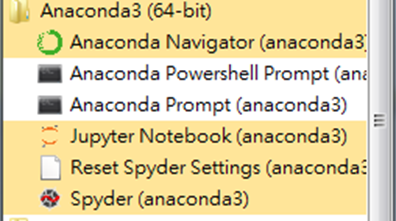 Anaconda3 (64-bit)
Anaconda Navigator (anaconda3)
Anaconda Powershell Prompt (ana
Anaconda Prompt (anaconda3)
Jupyter Notebook (anaconda3)
Reset Spyder Settings (anaconda3
Spyder (anaconda3)